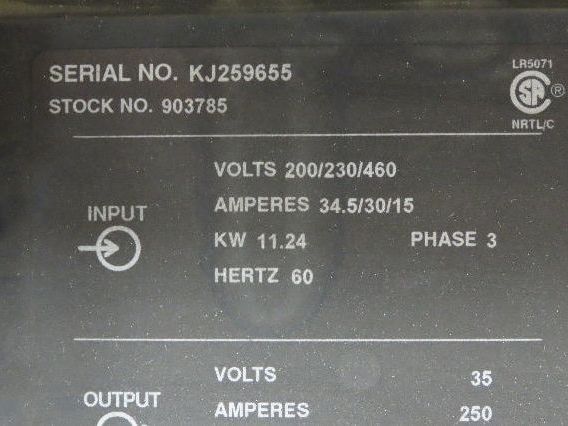 SERIAL NO. KJ259655
STOCK NO. 903785
LR5071
SA ®
NRTL/C
INPUT
VOLTS 200/230/460
AMPERES 34.5/30/15
KW 11.24 PHASE 3
HERTZ 60
OUTPUT
VOLTS 35
AMPERES 250